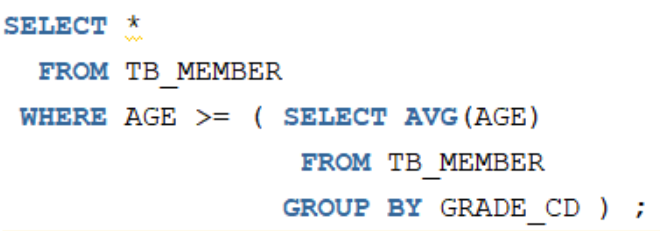 SELECT *
FROM TB_MEMBER
WHERE AGE >= ( SELECT AVG(AGE)
FROM TB_MEMBER
GROUP BY GRADE_CD ) ;